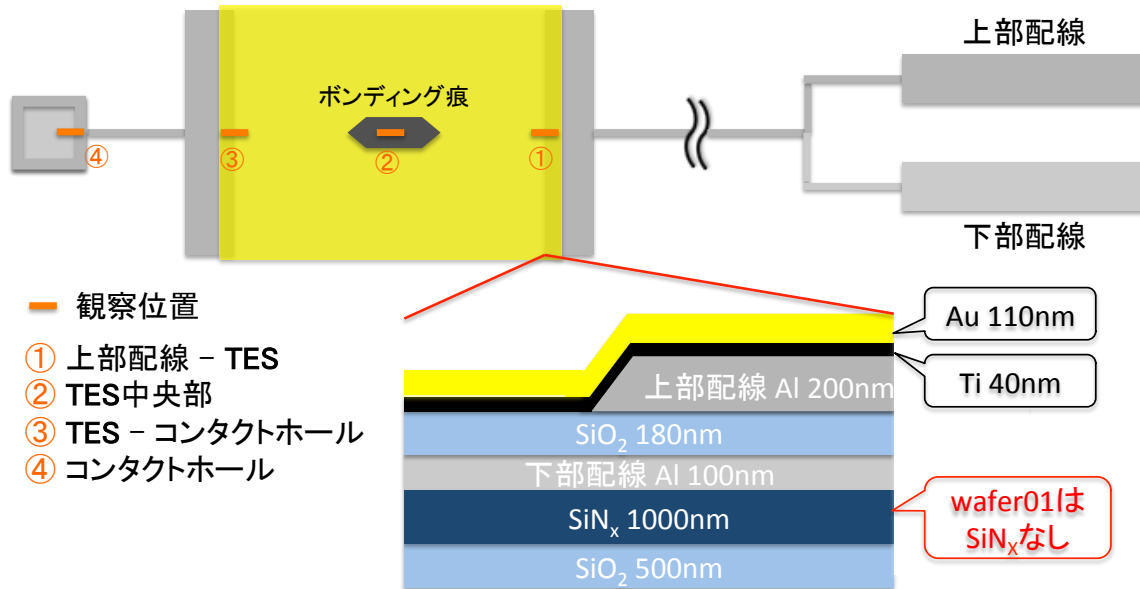 上部配線
ボンディング痕
④
③
②
①
下部配線
観察位置
① 上部配線 – TES
② TES中央部
③ TES – コンタクトホール
④ コンタクトホール
Au 110nm
Ti 40nm
上部配線 Al 200nm
SiO₂ 180nm
下部配線 Al 100nm
SiNₓ 1000nm
SiO₂ 500nm
wafer01は
SiNₓなし